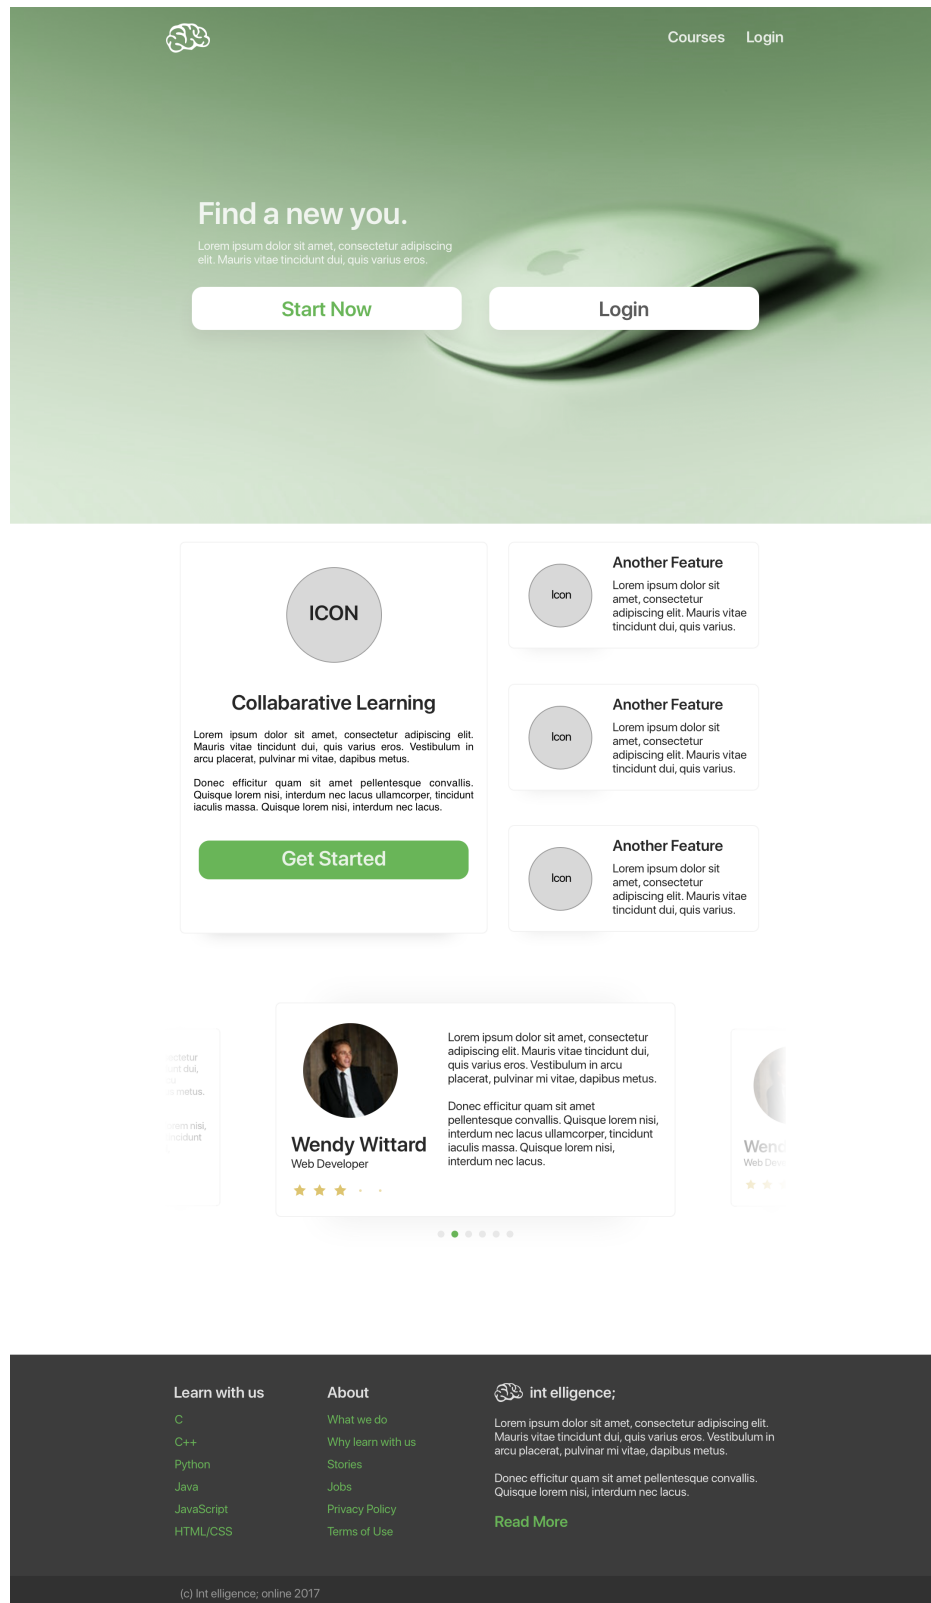 Courses Login
Find a new you.
Lorem ipsum dolor sit amet, consectetur adipiscing
elit. Mauris vitae tincidunt dui, quis varius eros.
Start Now
Login
ICON
Collabarative Learning
Lorem ipsum dolor sit amet, consectetur adipiscing elit.
Mauris vitae tincidunt dui, quis varius eros. Vestibulum in
arcu placerat, pulvinar mi vitae, dapibus metus.
Donec efficitur quam sit amet pellentesque convallis.
Quisque lorem nisi, interdum nec lacus ullamcorper, tincidunt
iaculis massa. Quisque lorem nisi, interdum nec lacus.
Get Started
Icon
Another Feature
Lorem ipsum dolor sit
amet, consectetur
adipiscing elit. Mauris vitae
tincidunt dui, quis varius.
Icon
Another Feature
Lorem ipsum dolor sit
amet, consectetur
adipiscing elit. Mauris vitae
tincidunt dui, quis varius.
Icon
Another Feature
Lorem ipsum dolor sit
amet, consectetur
adipiscing elit. Mauris vitae
tincidunt dui, quis varius.
dui,
metus.
nisi,
Wendy Wittard
Web Developer
Lorem ipsum dolor sit amet, consectetur
adipiscing elit. Mauris vitae tincidunt dui,
quis varius eros. Vestibulum in arcu
placerat, pulvinar mi vitae, dapibus metus.
Donec efficitur quam sit amet
pellentesque convallis. Quisque lorem nisi,
interdum nec lacus ullamcorper, tincidunt
iaculis massa. Quisque lorem nisi,
interdum nec lacus.
Wend
Web Dev
Learn with us
C
C++
Python
Java
JavaScript
HTML/CSS
About
What we do
Why learn with us
Stories
Jobs
Privacy Policy
Terms of Use
int elligence;
Lorem ipsum dolor sit amet, consectetur adipiscing elit.
Mauris vitae tincidunt dui, quis varius eros. Vestibulum in
arcu placerat, pulvinar mi vitae, dapibus metus.
Donec efficitur quam sit amet pellentesque convallis.
Quisque lorem nisi, interdum nec lacus.
Read More
(c) Int elligence; online 2017